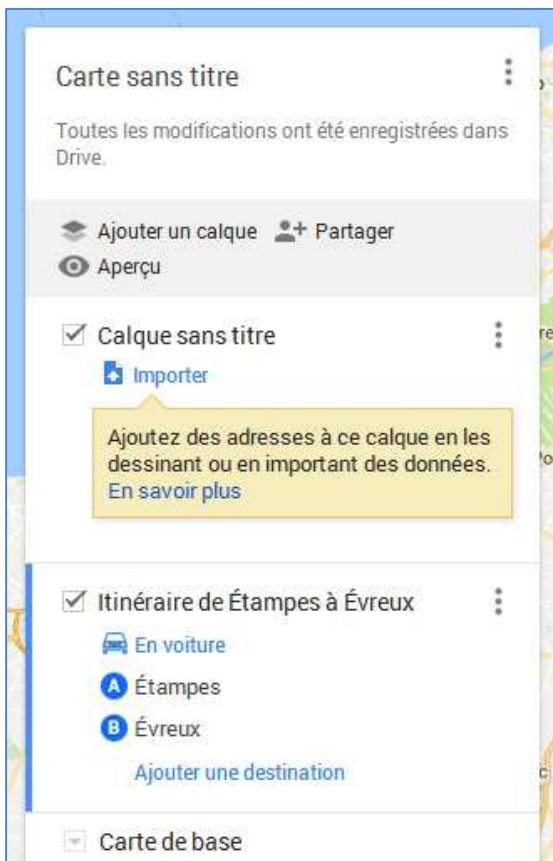 Carte sans titre
Toutes les modifications ont été enregistrées dans
Drive.
Ajouter un calque Partager
Aperçu
Calque sans titre
Importer
Ajoutez des adresses à ce calque en les
dessinant ou en important des données.
En savoir plus
Itinéraire de Étampes à Évreux
En voiture
A Étampes
B Évreux
Ajouter une destination
Carte de base